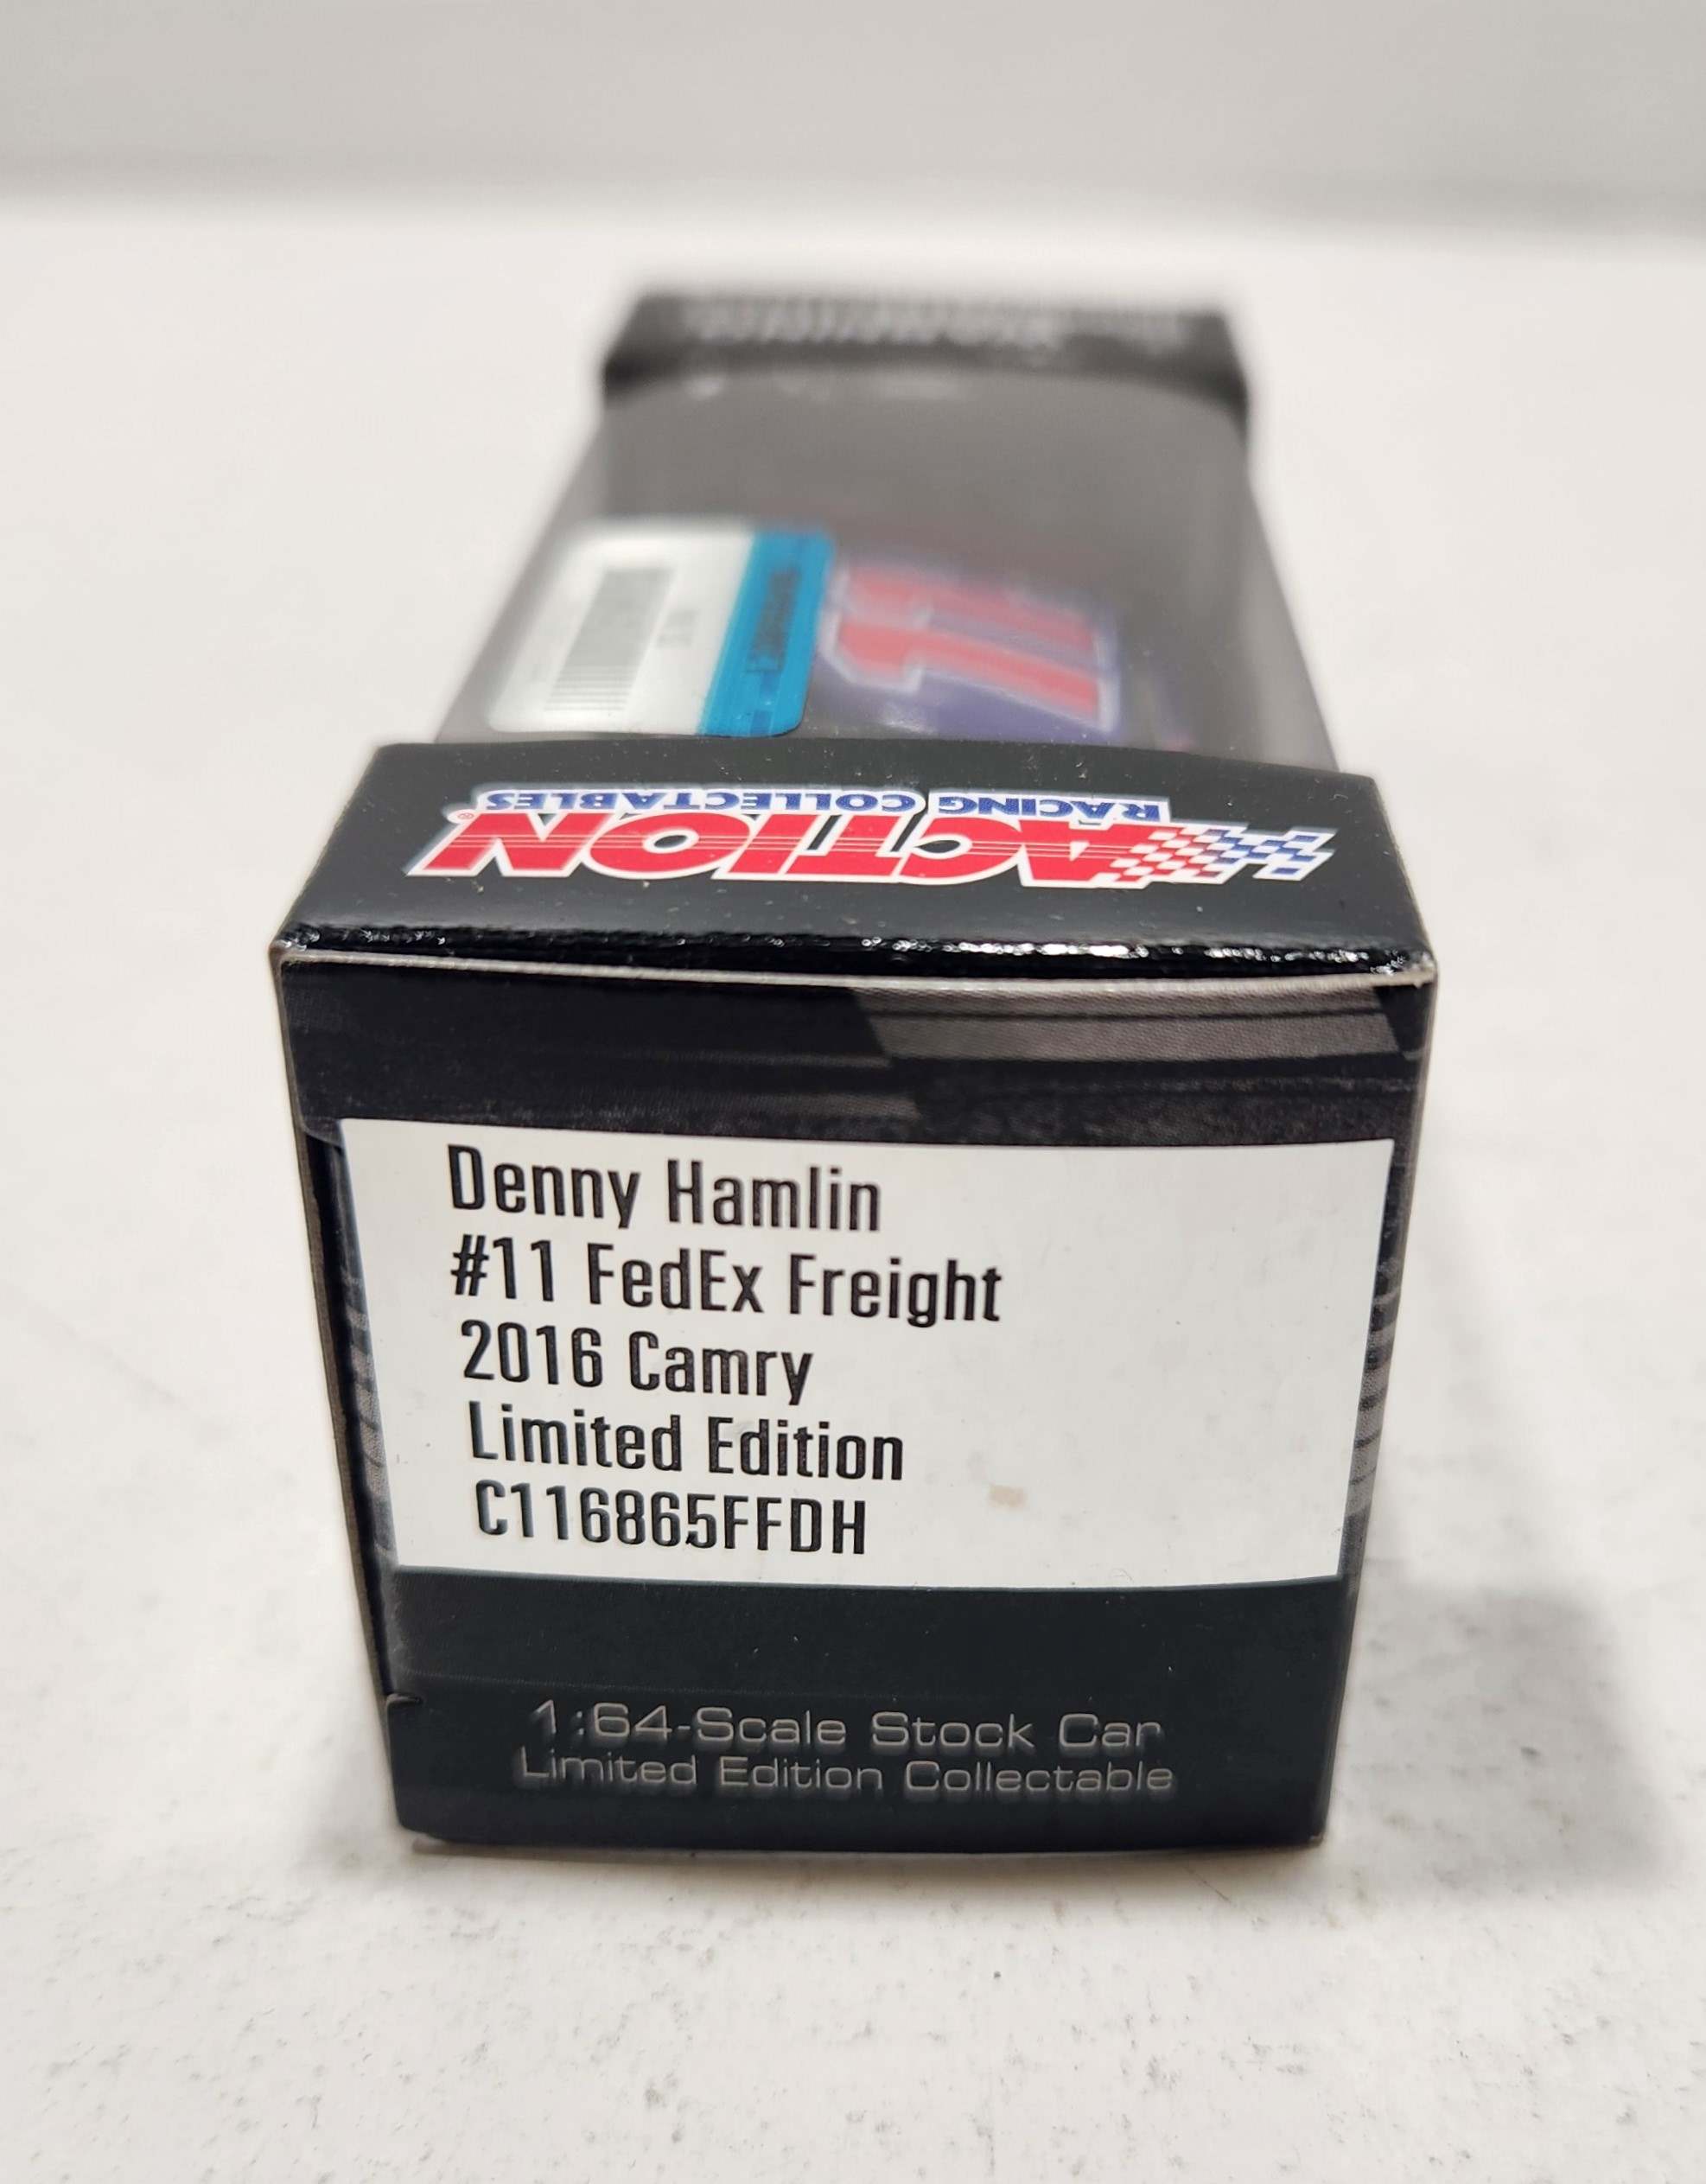 11
RACING COLLECTABLES
ACTION®
Denny Hamlin
#11 FedEx Freight
2016 Camry
Limited Edition
C116865FFDH
1:64-Scale Stock Car
Limited Edition Collectable